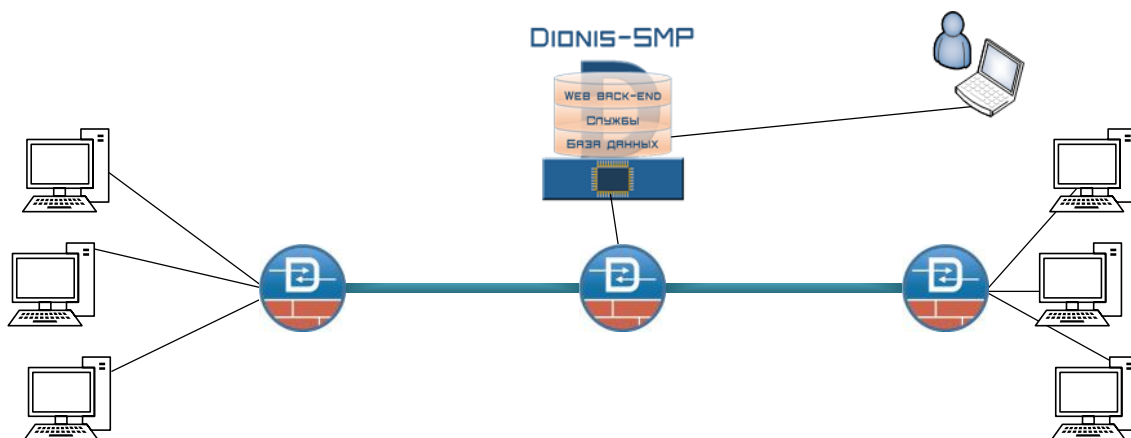 DIONIS-SMP
WEB BACK-END
СЛУЖБЫ
БАЗА ДАННЫХ
D
D
D